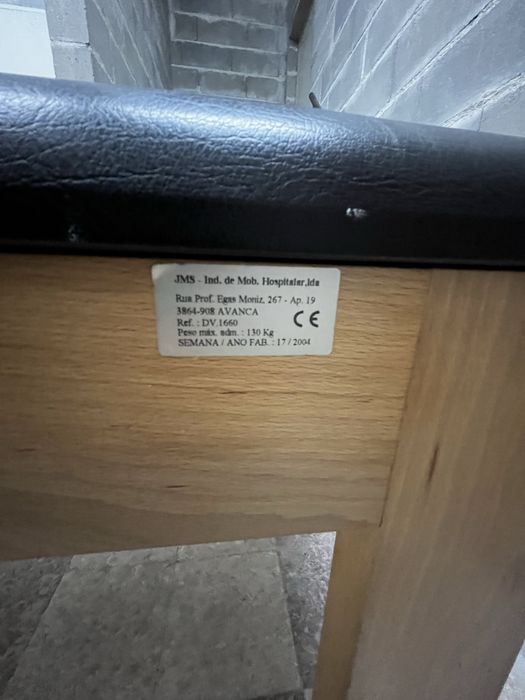 JMS - Ind. de Mob. Hospitalar,lda
Rua Prof. Egas Moniz, 267 - Ap. 19
3864-908 AVANCA
Ref. : DV.1660
CE
Peso máx. adm. : 130 Kg
SEMANA / ANO FAB. : 17 / 2004